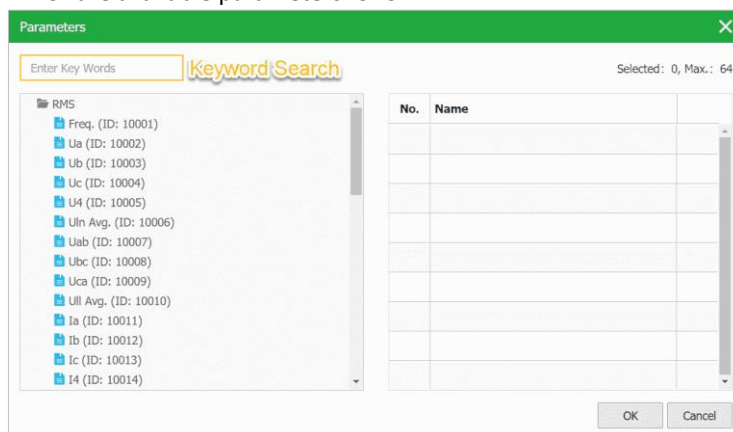 Parameters
Enter Key Words
Keyword Search
Selected: 0, Max.: 64
RMS
Freq. (ID: 10001)
Ua (ID: 10002)
Ub (ID: 10003)
Uc (ID: 10004)
U4 (ID: 10005)
Uln Avg. (ID: 10006)
Uab (ID: 10007)
Ubc (ID: 10008)
Uca (ID: 10009)
Ull Avg. (ID: 10010)
Ia (ID: 10011)
Ib (ID: 10012)
Ic (ID: 10013)
I4 (ID: 10014)
No. Name
OK Cancel